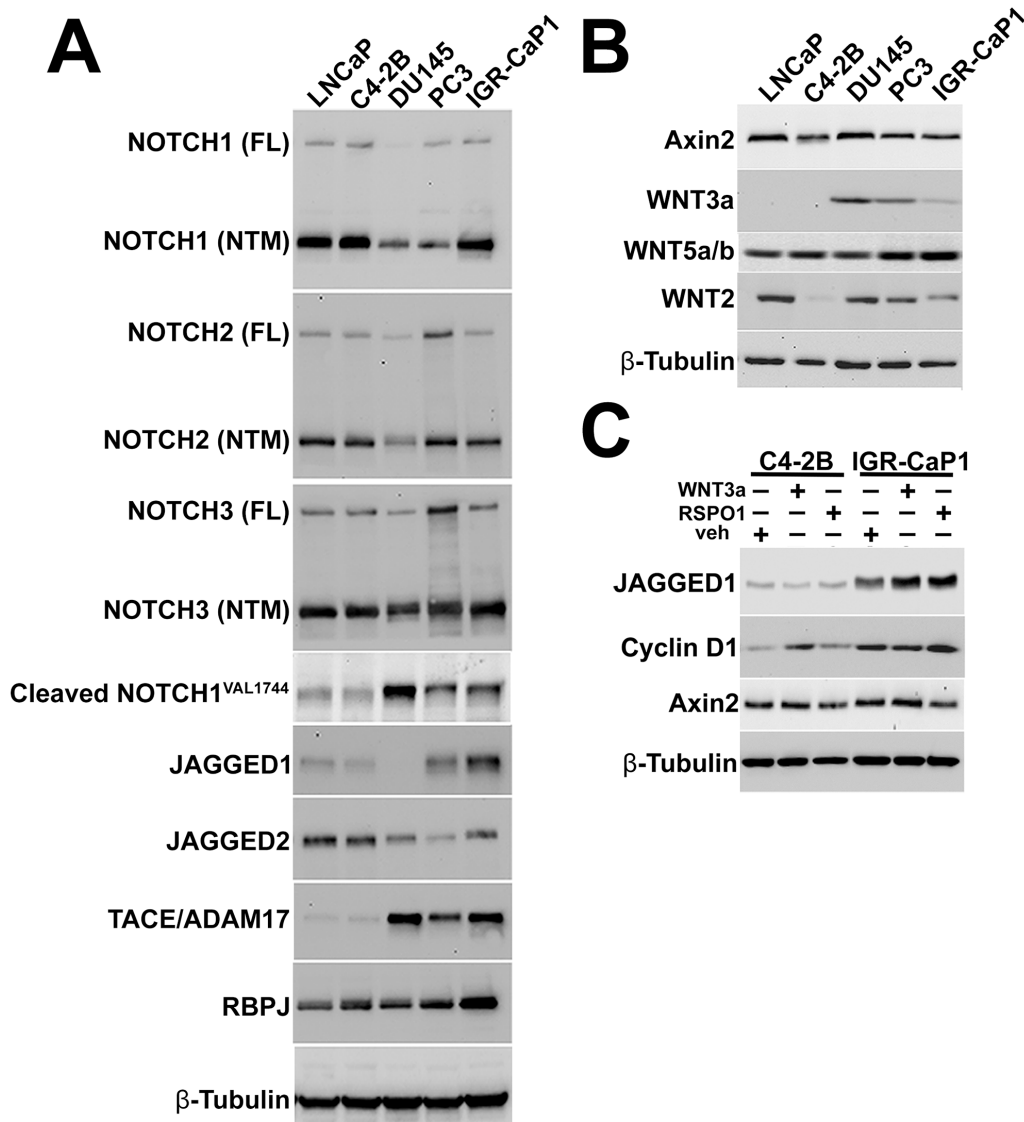 A
LNCaP C4-2B DU145 PC3 IGR-CaP1
NOTCH1 (FL)
NOTCH1 (NTM)
NOTCH2 (FL)
NOTCH2 (NTM)
NOTCH3 (FL)
NOTCH3 (NTM)
Cleaved NOTCH1VAL1744
JAGGED1
JAGGED2
TACE/ADAM17
RBPJ
β-Tubulin
B
LNCaP C4-2B DU145 PC3 IGR-CaP1
Axin2
WNT3a
WNT5a/b
WNT2
β-Tubulin
C
C4-2B IGR-CaP1
WNT3a − + − − + −
RSPO1 − − + − − +
veh + − − + − −
JAGGED1
Cyclin D1
Axin2
β-Tubulin